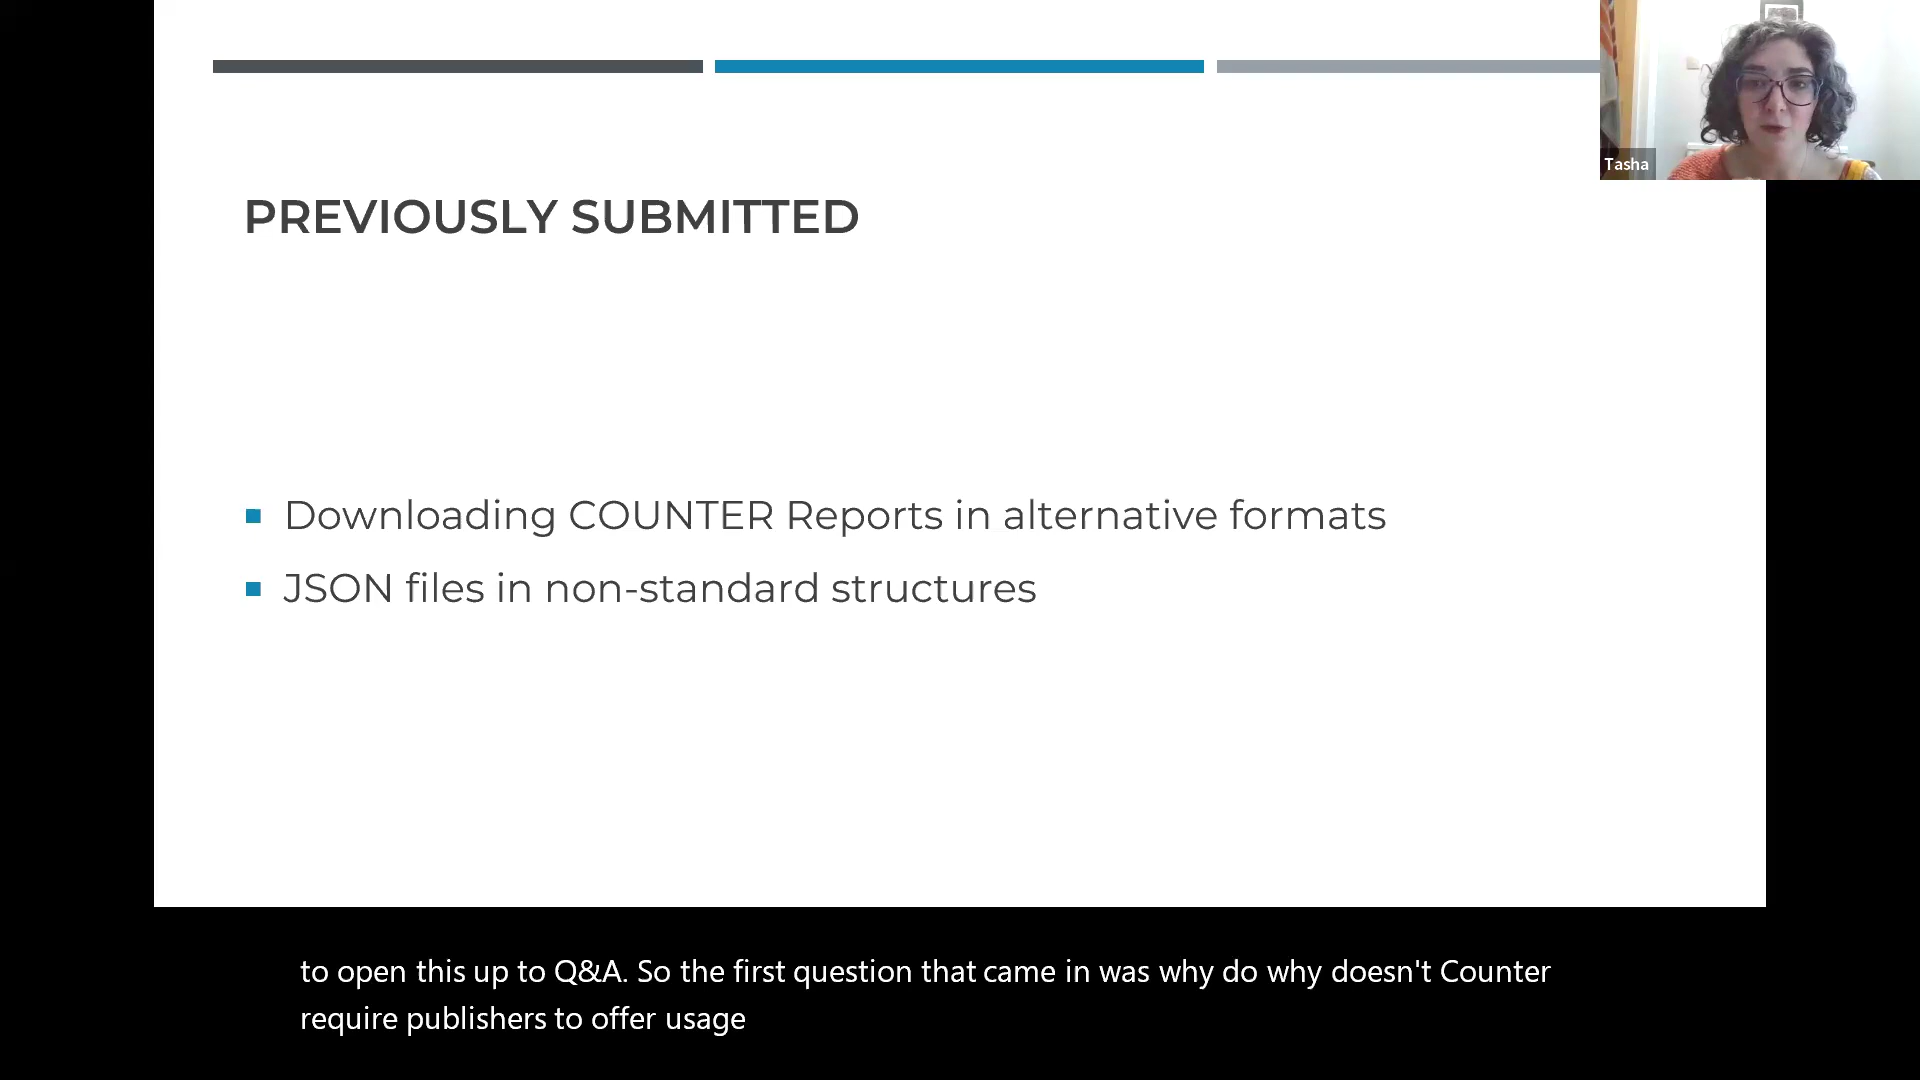 Tasha
PREVIOUSLY SUBMITTED
Downloading COUNTER Reports in alternative formats
JSON files in non-standard structures
to open this up to Q&A. So the first question that came in was why do why doesn't Counter
require publishers to offer usage